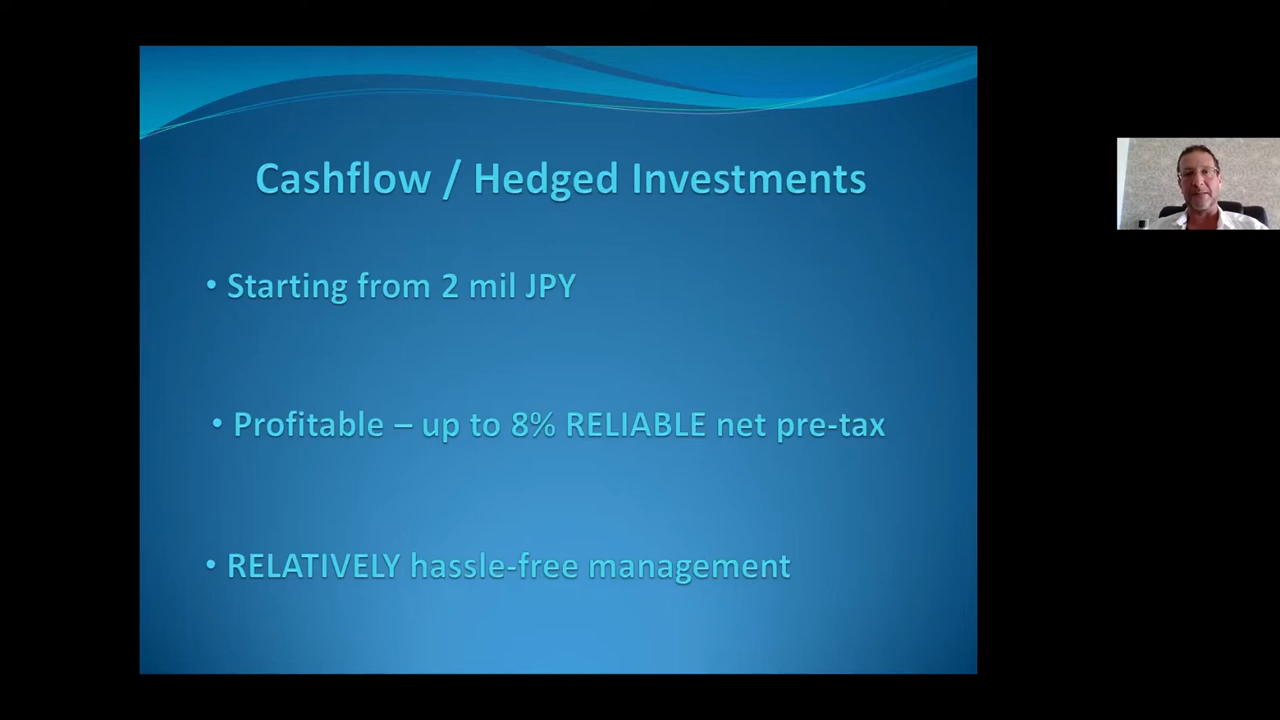 Cashflow / Hedged Investments
• Starting from 2 mil JPY
• Profitable – up to 8% RELIABLE net pre-tax
• RELATIVELY hassle-free management